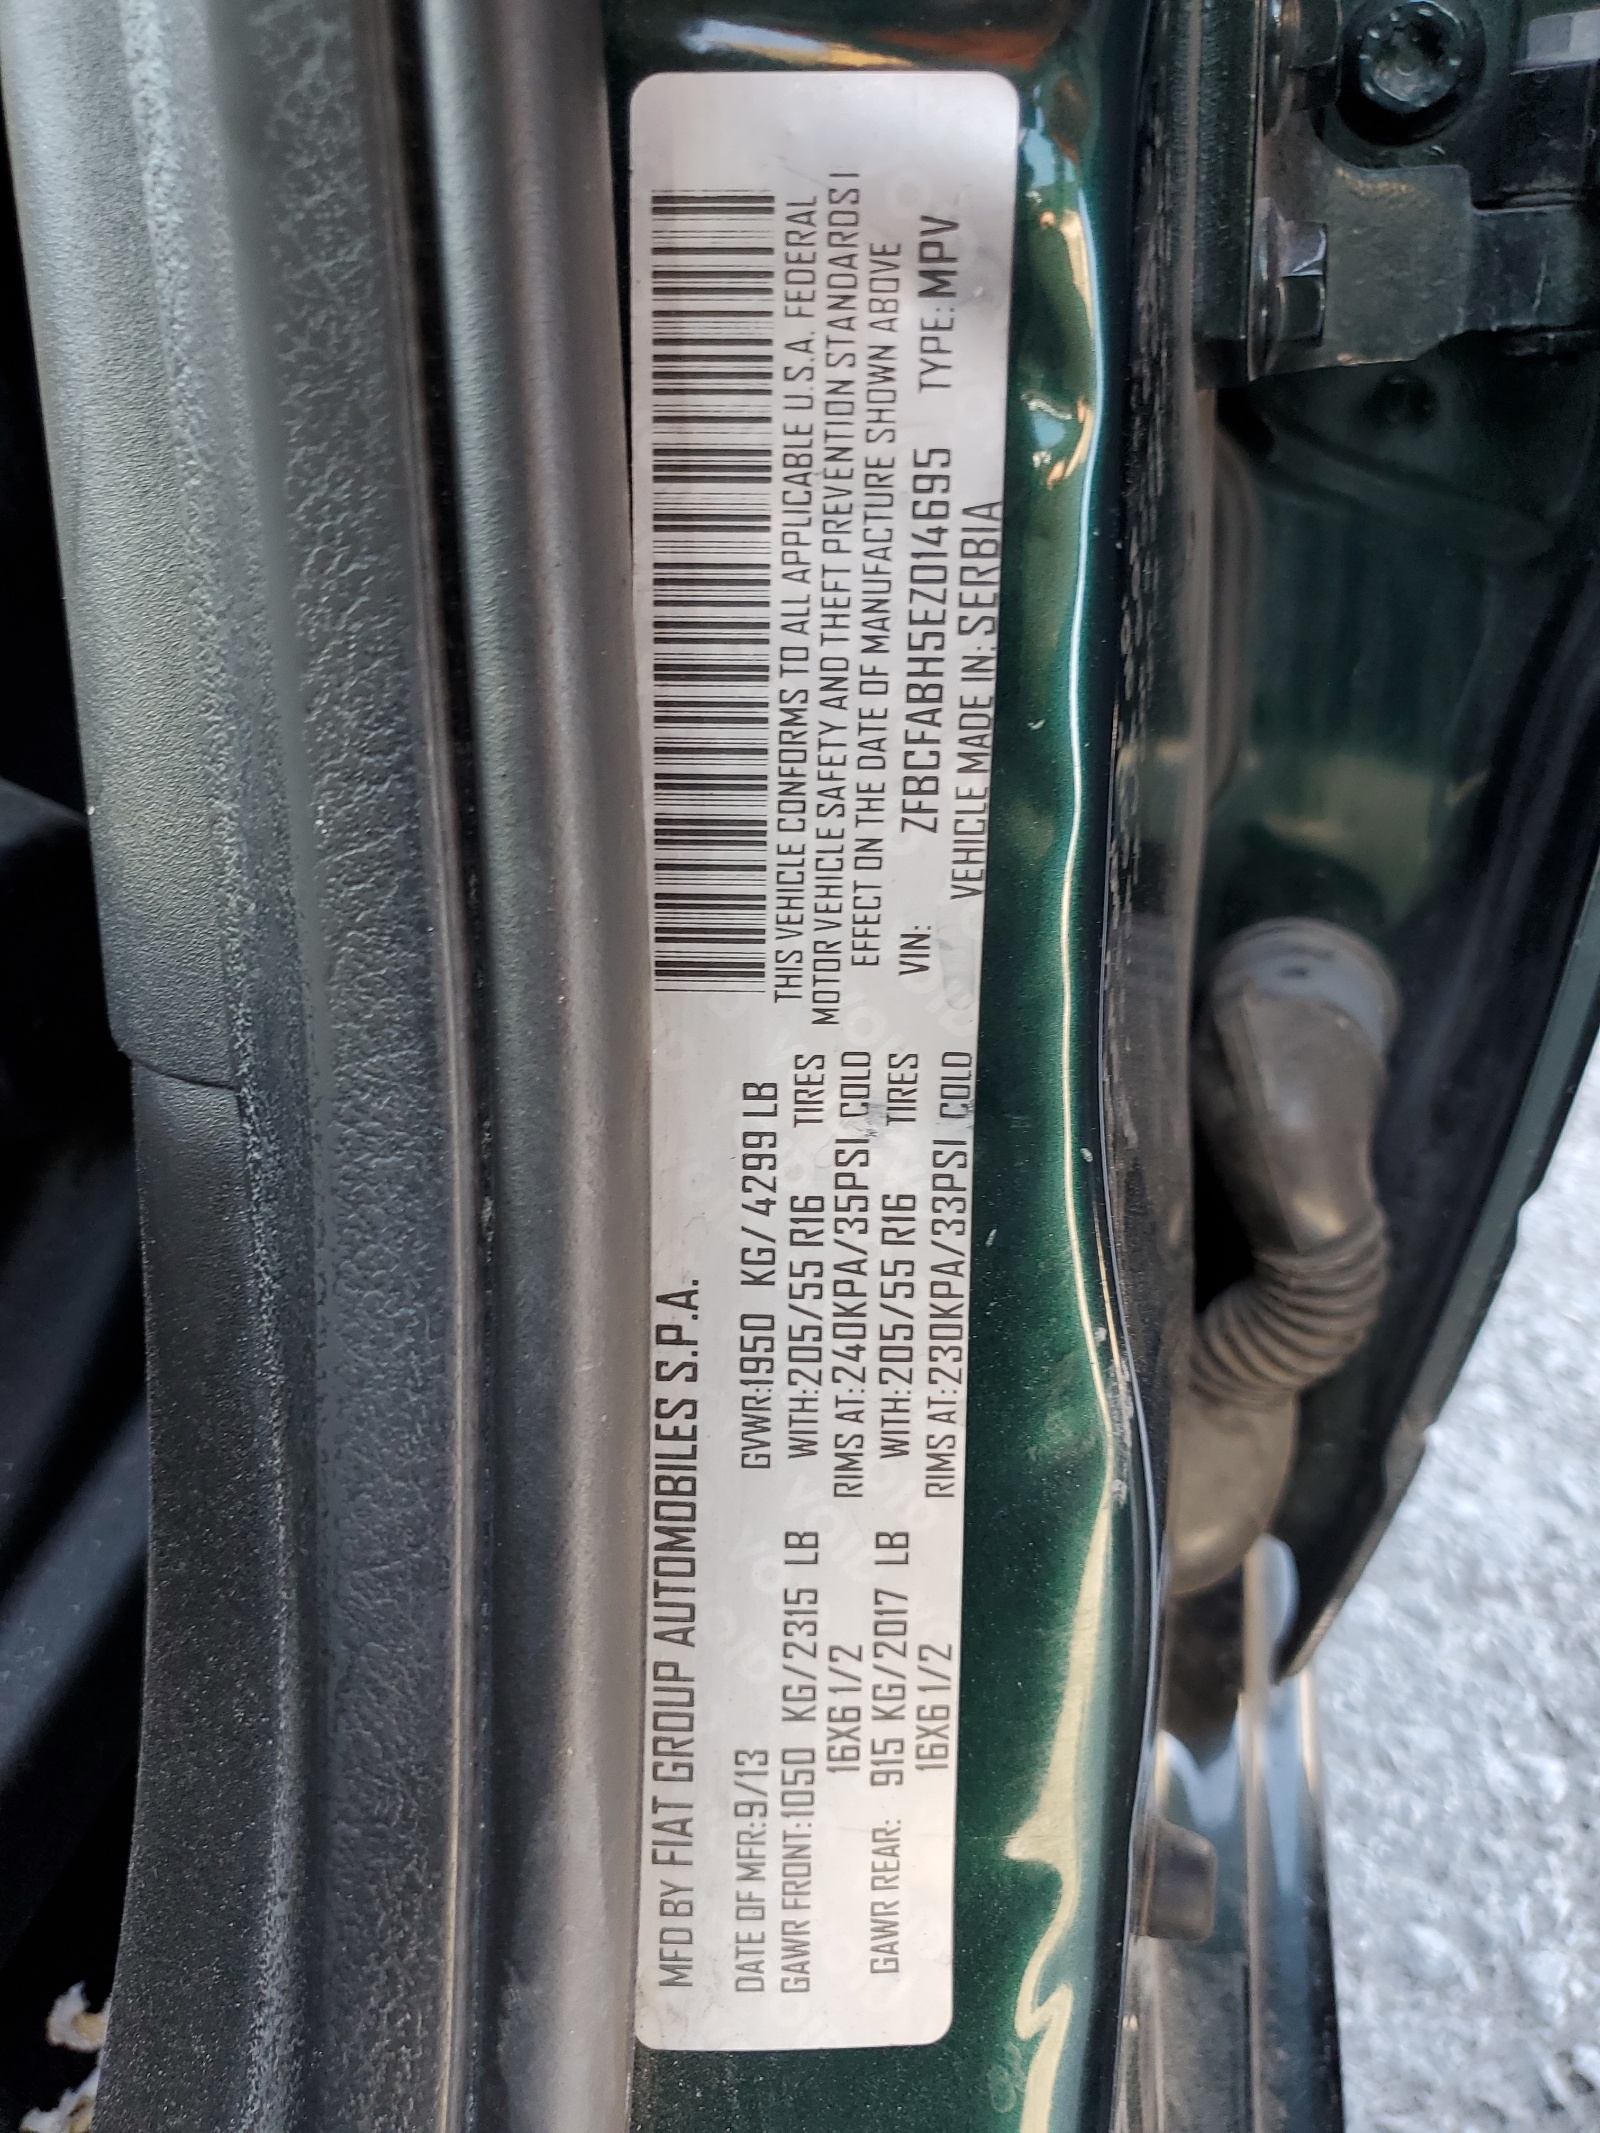 MFD BY FIAT GROUP AUTOMOBILES S.P.A.
DATE OF MFR:9/13 GVWR:1950 KG/4299 LB
GAWR FRONT:1050 KG/2315 LB WITH:205/55 R16 TIRES
16X6 1/2 RIMS AT:240KPA/35PSI COLD
GAWR REAR: 915 KG/2017 LB WITH:205/55 R16 TIRES
16X6 1/2 RIMS AT:230KPA/33PSI COLD
THIS VEHICLE CONFORMS TO ALL APPLICABLE U.S.A. FEDERAL
MOTOR VEHICLE SAFETY AND THEFT PREVENTION STANDARDS I
EFFECT ON THE DATE OF MANUFACTURE SHOWN ABOVE
VIN: ZFBCFABH5EZ014695 TYPE: MPV
VEHICLE MADE IN: SERBIA